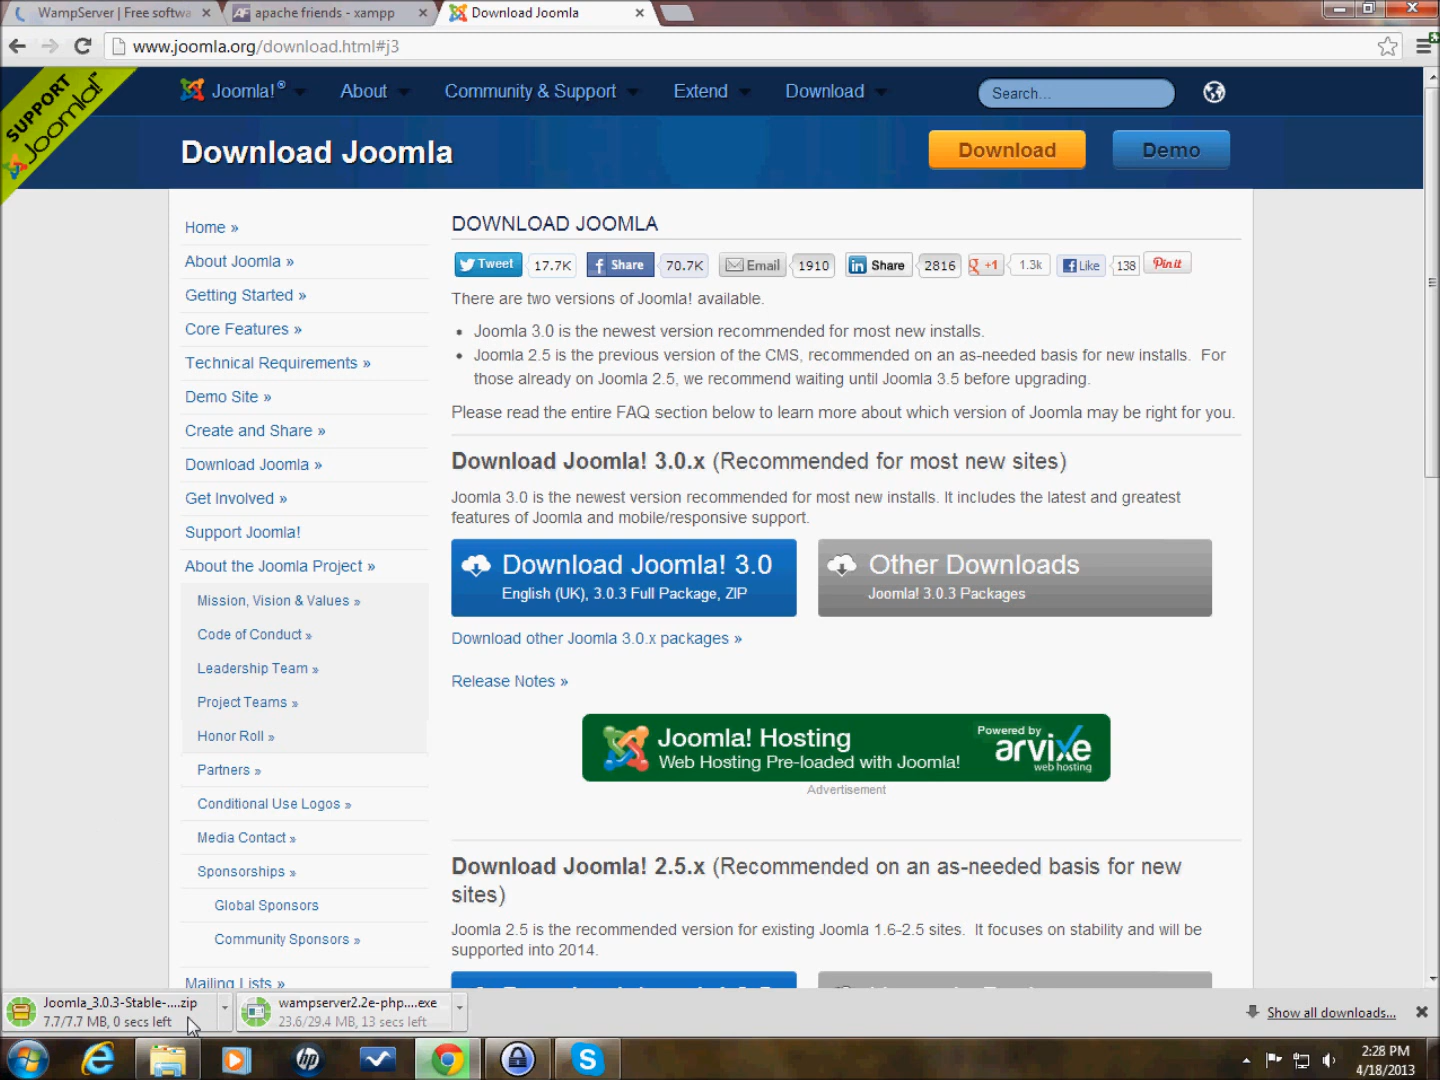 WampServer | Free softwa
apache friends - xampp
Download Joomla
www.joomla.org/download.html#j3
SUPPORT
Joomla!™
Joomla!®
About
Community & Support
Extend
Download
Search...
Download Joomla
Download
Demo
Home »
About Joomla »
Getting Started »
Core Features »
Technical Requirements »
Demo Site »
Create and Share »
Download Joomla »
Get Involved »
Support Joomla!
About the Joomla Project »
Mission, Vision & Values »
Code of Conduct »
Leadership Team »
Project Teams »
Honor Roll »
Partners »
Conditional Use Logos »
Media Contact »
Sponsorships »
Global Sponsors
Community Sponsors »
Mailing Lists »
DOWNLOAD JOOMLA
Tweet 17.7K Share 70.7K Email 1910 in Share 2816 g +1 1.3k Like 138 Pin it
There are two versions of Joomla! available.
• Joomla 3.0 is the newest version recommended for most new installs.
• Joomla 2.5 is the previous version of the CMS, recommended on an as-needed basis for new installs. For
those already on Joomla 2.5, we recommend waiting until Joomla 3.5 before upgrading.
Please read the entire FAQ section below to learn more about which version of Joomla may be right for you.
Download Joomla! 3.0.x (Recommended for most new sites)
Joomla 3.0 is the newest version recommended for most new installs. It includes the latest and greatest
features of Joomla and mobile/responsive support.
Download Joomla! 3.0
English (UK), 3.0.3 Full Package, ZIP
Other Downloads
Joomla! 3.0.3 Packages
Download other Joomla 3.0.x packages »
Release Notes »
Joomla! Hosting
Web Hosting Pre-loaded with Joomla!
Powered by
arvixe
web hosting
Advertisement
Download Joomla! 2.5.x (Recommended on an as-needed basis for new
sites)
Joomla 2.5 is the recommended version for existing Joomla 1.6-2.5 sites. It focuses on stability and will be
supported into 2014.
Joomla_3.0.3-Stable-....zip
7.7/7.7 MB, 0 secs left
wampserver2.2e-php....exe
23.6/29.4 MB, 13 secs left
Show all downloads...
hp
2:28 PM
4/18/2013